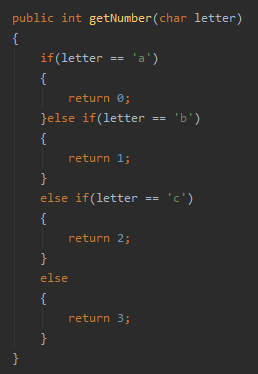 public int getNumber(char letter)
{
    if(letter == 'a')
    {
        return 0;
    }else if(letter == 'b')
    {
        return 1;
    }
    else if(letter == 'c')
    {
        return 2;
    }
    else
    {
        return 3;
    }
}